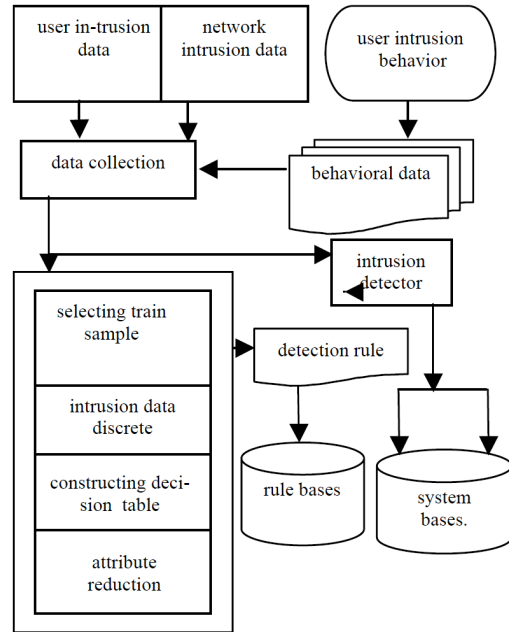 user in-trusion
data
network
intrusion data
user intrusion
behavior
data collection
behavioral data
intrusion
detector
selecting train
sample
detection rule
intrusion data
discrete
constructing deci-
sion table
attribute
reduction
rule bases
system
bases.